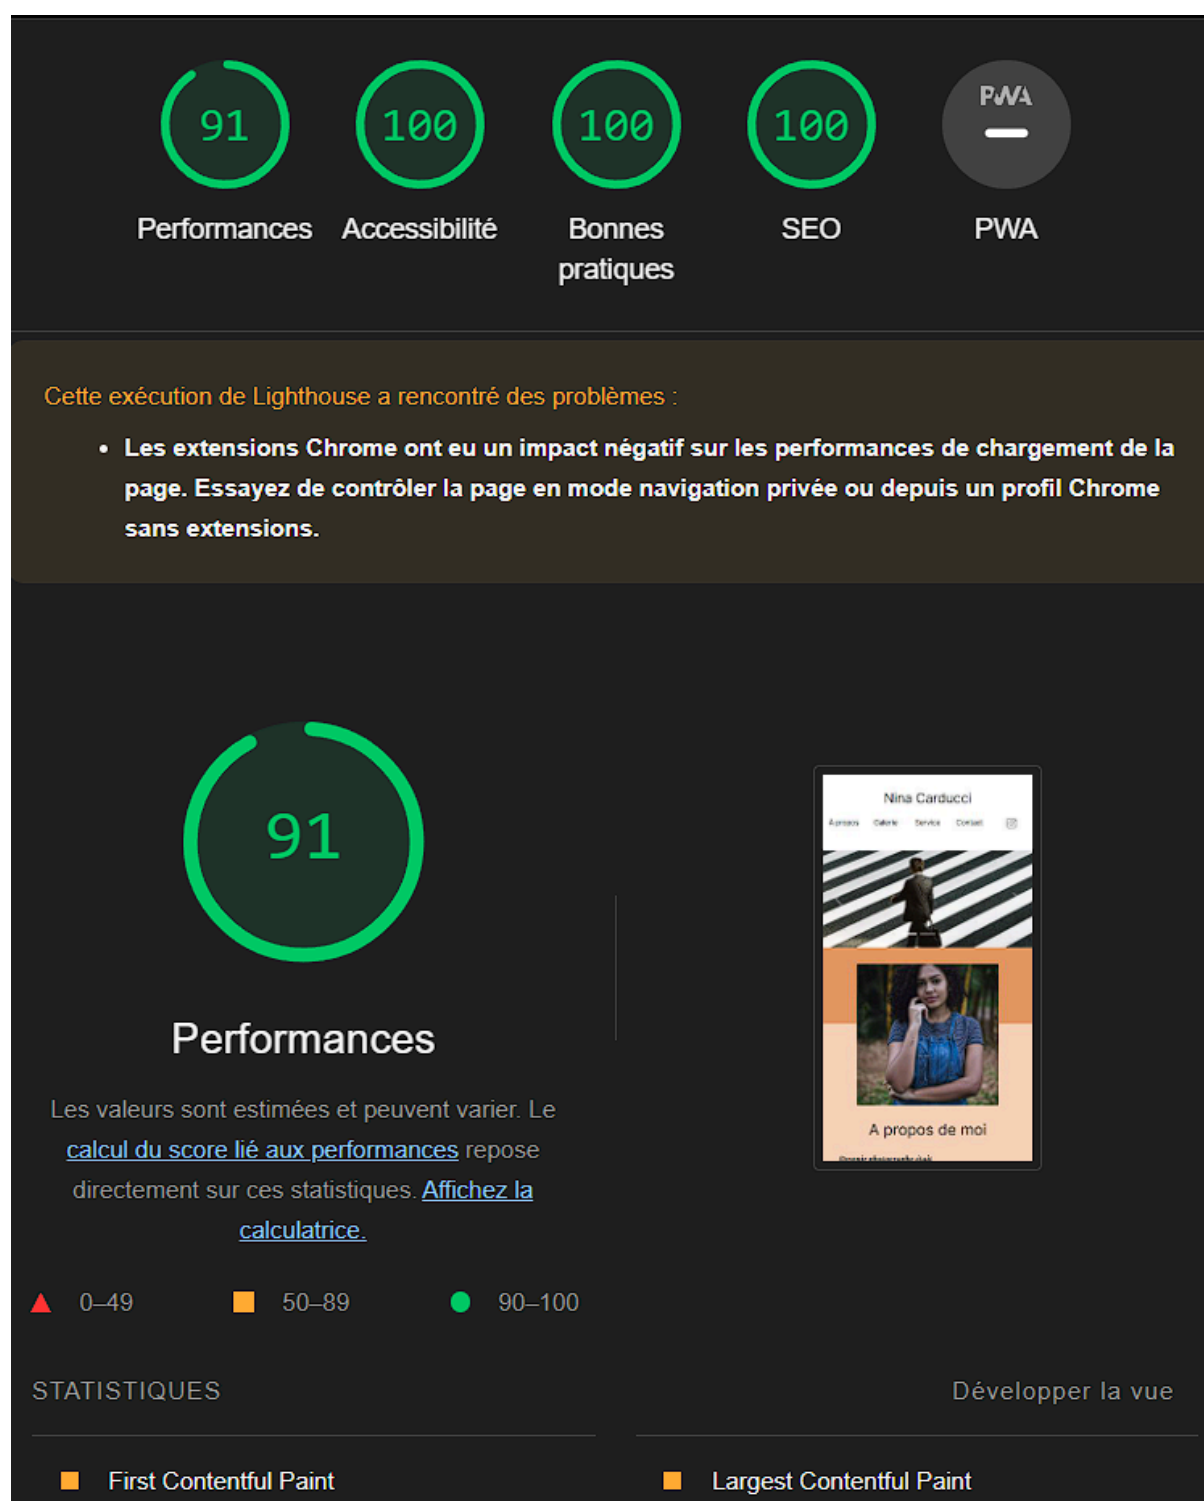 91
100
100
100
PWA
Performances
Accessibilité
Bonnes
pratiques
SEO
PWA
Cette exécution de Lighthouse a rencontré des problèmes :
• Les extensions Chrome ont eu un impact négatif sur les performances de chargement de la
page. Essayez de contrôler la page en mode navigation privée ou depuis un profil Chrome
sans extensions.
91
Performances
Les valeurs sont estimées et peuvent varier. Le
calcul du score lié aux performances repose
directement sur ces statistiques. Affichez la
calculatrice.
0–49
50–89
90–100
Nina Carducci
A propos Galerie Service Contact
A propos de moi
STATISTIQUES
Développer la vue
First Contentful Paint
Largest Contentful Paint